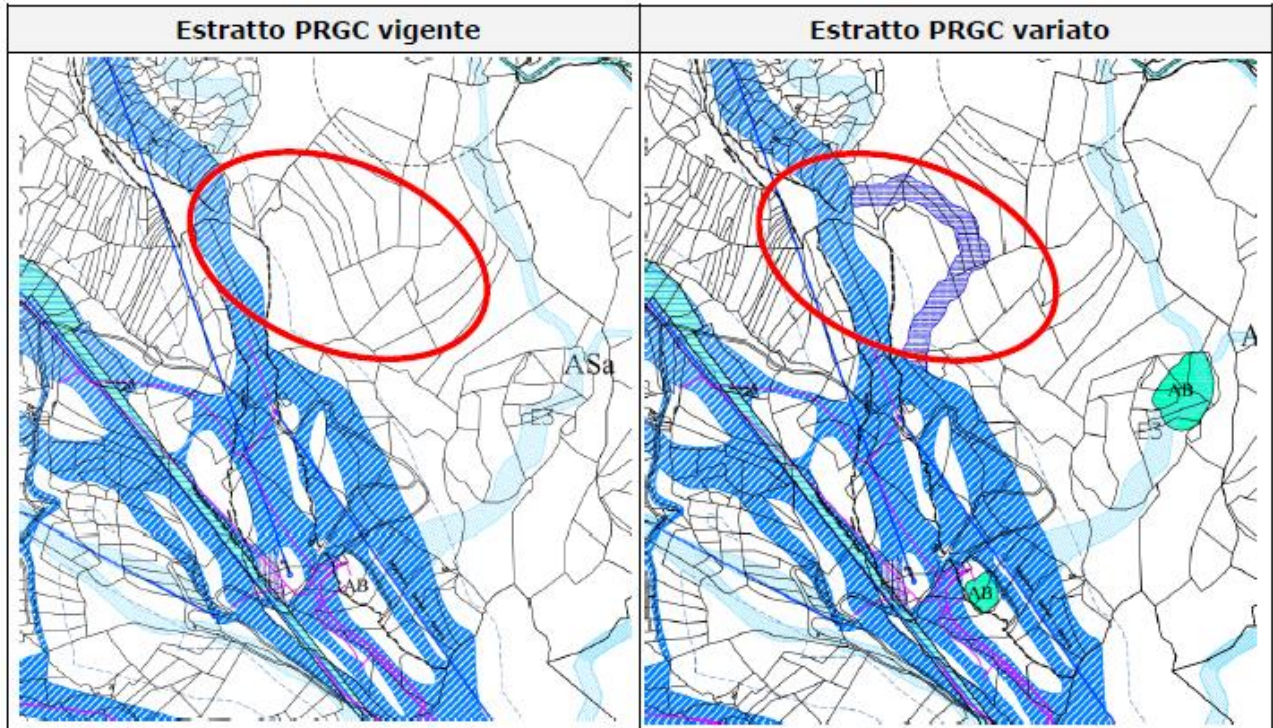 Estratto PRGC vigente
Estratto PRGC variato
ASa
E3
AB
A
AB
E3
AB